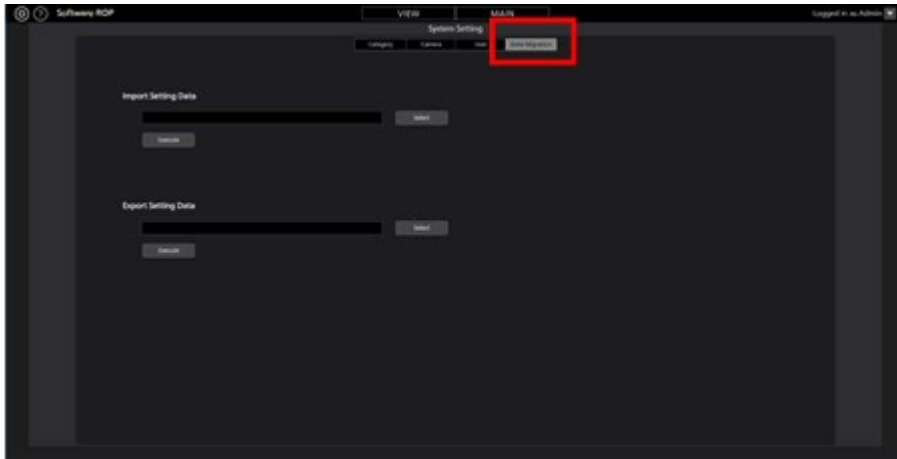 Software ROP VIEW MAIN Logged in as Admin
System Setting
Category Camera User Data Migration
Import Setting Data
Select
Execute
Export Setting Data
Select
Execute